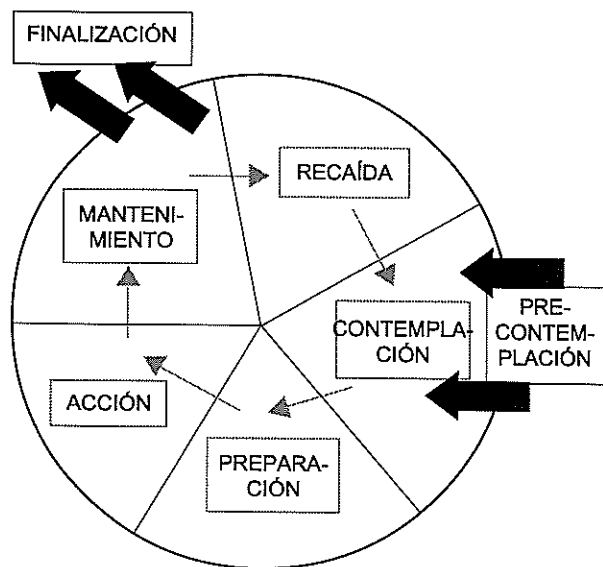 FINALIZACIÓN
RECAÍDA
MANTENI-
MIENTO
PRE-
CONTEM-
PLACIÓN
CONTEMPLA-
CIÓN
ACCIÓN
PREPARA-
CIÓN